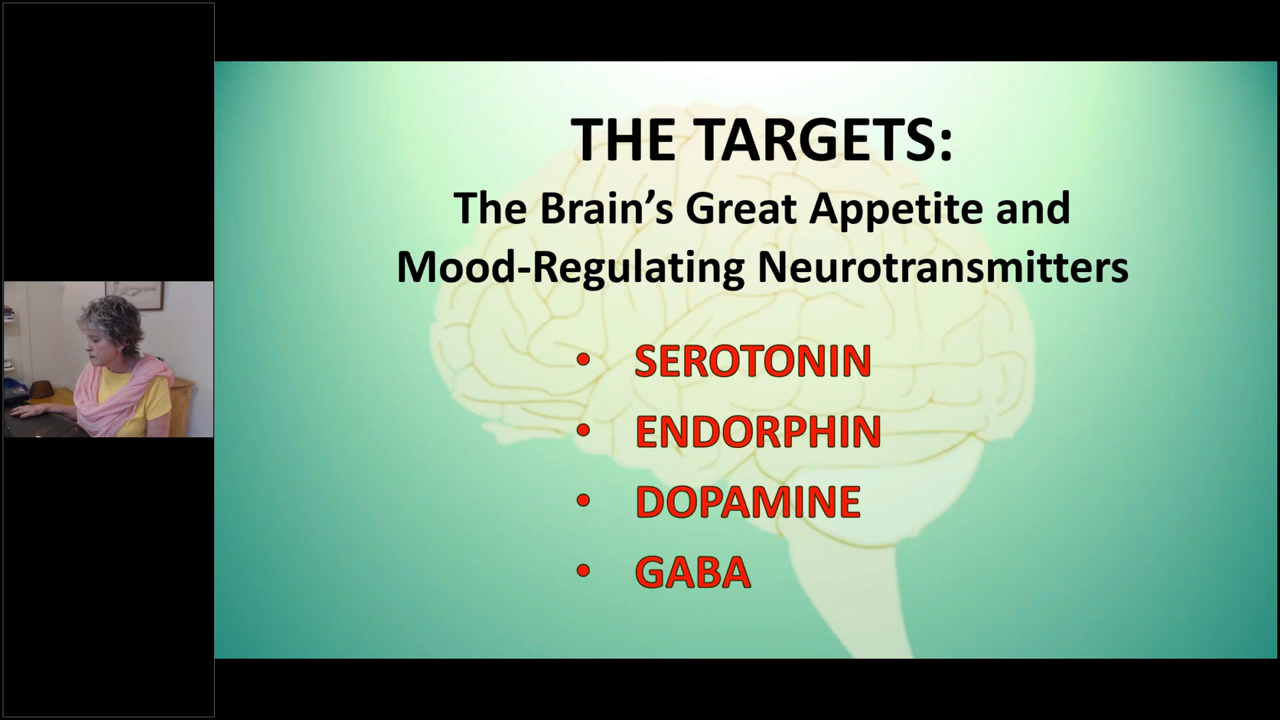 THE TARGETS:
The Brain’s Great Appetite and
Mood-Regulating Neurotransmitters
• SEROTONIN
• ENDORPHIN
• DOPAMINE
• GABA